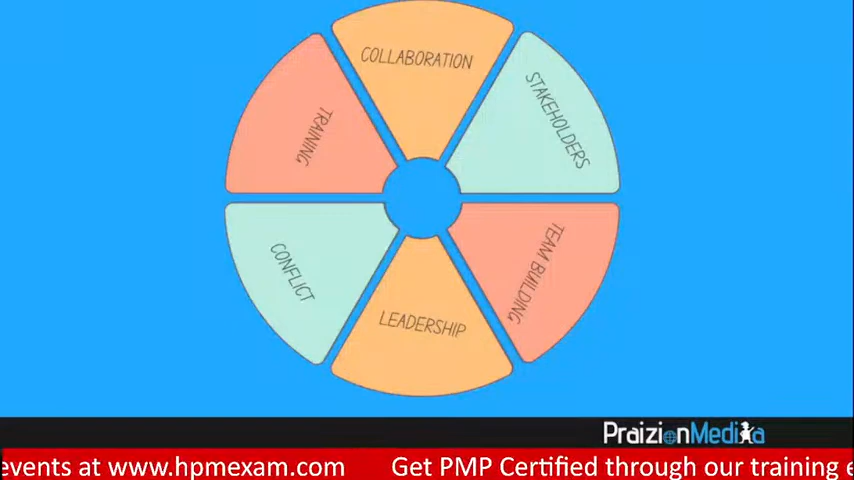 COLLABORATION
STAKEHOLDERS
TRAINING
CONFLICT
TEAM BUILDING
LEADERSHIP
PraizionMedia
events at www.hpmexam.com Get PMP Certified through our training e